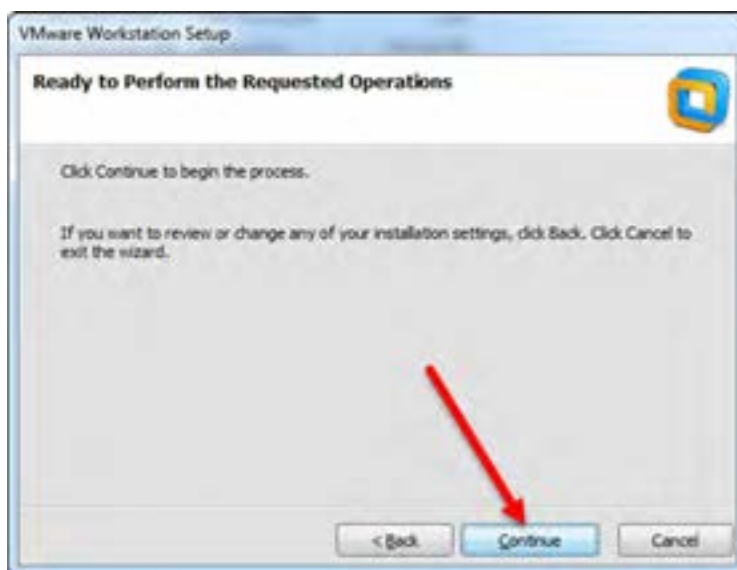 VMware Workstation Setup
Ready to Perform the Requested Operations
Click Continue to begin the process.
If you want to review or change any of your installation settings, click Back. Click Cancel to
exit the wizard.
< Back
Continue
Cancel